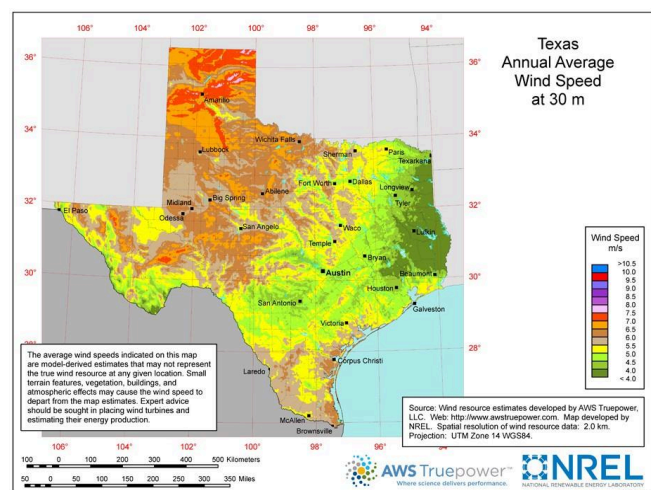 106°
104°
102°
100°
98°
96°
94°
Texas
Annual Average
Wind Speed
at 30 m
36°
36°
Amarillo
34°
34°
Wichita Falls
Lubbock
Sherman
Paris
Texarkana
Fort Worth
Dallas
Longview
Abilene
Big Spring
Tyler
32°
32°
Midland
El Paso
Odessa
San Angelo
Waco
Lufkin
Temple
Bryan
Wind Speed
m/s
>10.5
10.0
9.5
9.0
8.5
8.0
7.5
7.0
6.5
6.0
5.5
5.0
4.5
4.0
< 4.0
30°
30°
Austin
Beaumont
Houston
San Antonio
Galveston
Victoria
28°
28°
The average wind speeds indicated on this map
are model-derived estimates that may not represent
the true wind resource at any given location. Small
terrain features, vegetation, buildings, and
atmospheric effects may cause the wind speed to
depart from the map estimates. Expert advice
should be sought in placing wind turbines and
estimating their energy production.
Corpus Christi
Laredo
McAllen
Brownsville
Source: Wind resource estimates developed by AWS Truepower,
LLC. Web: http://www.awstruepower.com. Map developed by
NREL. Spatial resolution of wind resource data: 2.0 km.
Projection: UTM Zone 14 WGS84.
106°
104°
102°
100°
98°
96°
94°
100 0 100 200 300 400 500 Kilometers
50 0 50 100 150 200 250 300 350 Miles
AWS Truepower™
Where science delivers performance.
NREL
NATIONAL RENEWABLE ENERGY LABORATORY